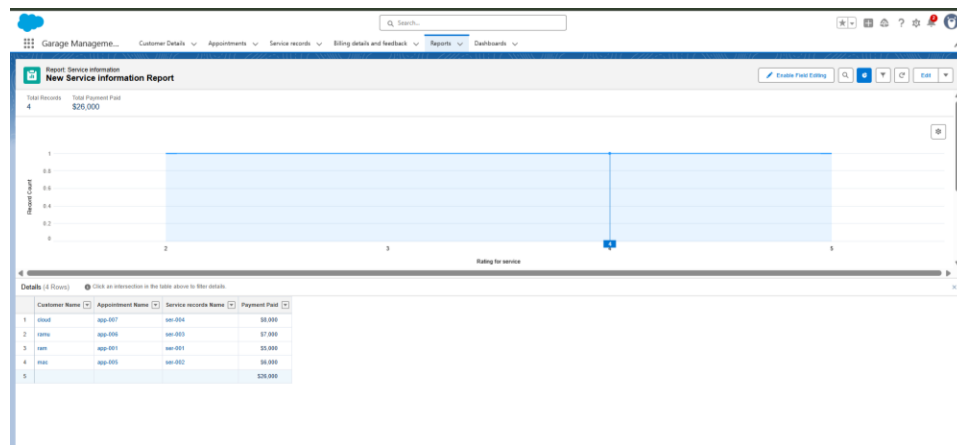 Search...
Garage Manageme... Customer Details Appointments Service records Billing details and feedback Reports Dashboards
Report: Service information
New Service information Report
Enable Field Editing Edit
Total Records Total Payment Paid
4 $26,000
1
0.8
0.6
0.4
0.2
0
Record Count
2 3 4 5
Rating for service
Details (4 Rows) Click an intersection in the table above to filter details.
Customer Name Appointment Name Service records Name Payment Paid
1 cloud app-007 ser-004 $8,000
2 ramu app-006 ser-003 $7,000
3 ram app-001 ser-001 $5,000
4 mac app-005 ser-002 $6,000
5 $26,000